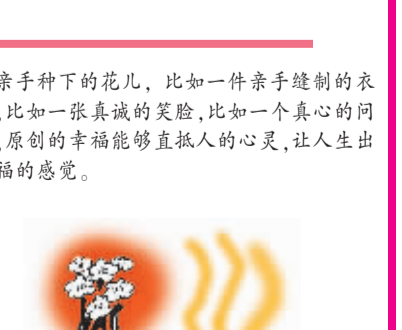 亲手种下的花儿，比如一件亲手缝制的衣
,比如一张真诚的笑脸,比如一个真心的问
,原创的幸福能够直抵人的心灵,让人生出
福的感觉。